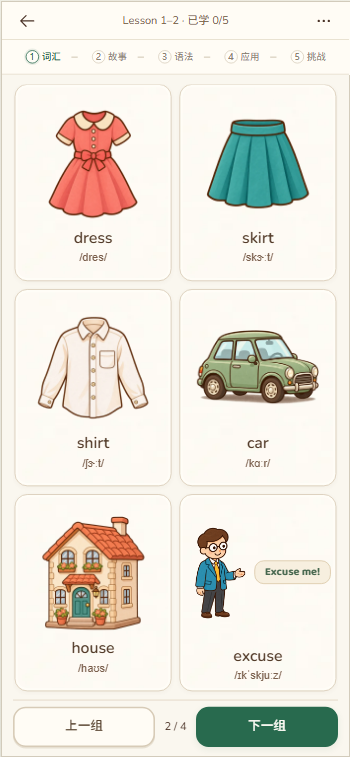 Lesson 1–2 · 已学 0/5
1 词汇 – 2 故事 – 3 语法 – 4 应用 – 5 挑战
dress
/dres/
skirt
/skɝːt/
shirt
/ʃɝːt/
car
/kɑːr/
house
/haʊs/
Excuse me!
excuse
/ɪkˈskjuːz/
上一组
2 / 4
下一组